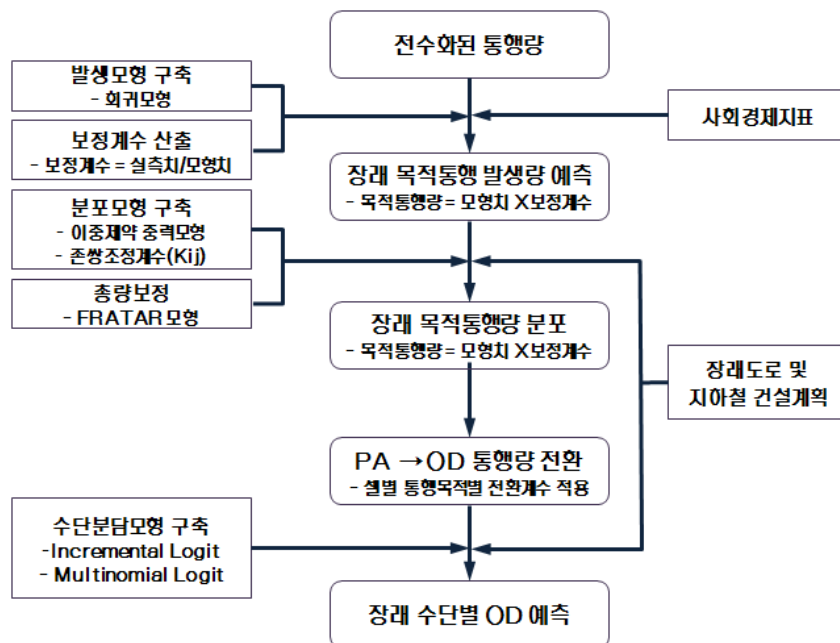 전수화된 통행량
발생모형 구축
- 회귀모형
사회경제지표
보정계수 산출
- 보정계수 = 실측치/모형치
장래 목적통행 발생량 예측
- 목적통행량 = 모형치 X 보정계수
분포모형 구축
- 이중제약 중력모형
- 존쌍조정계수(Kij)
총량보정
- FRATAR 모형
장래 목적통행량 분포
- 목적통행량 = 모형치 X 보정계수
장래도로 및
지하철 건설계획
PA → OD 통행량 전환
- 셀별 통행목적별 전환계수 적용
수단분담모형 구축
-Incremental Logit
- Multinomial Logit
장래 수단별 OD 예측